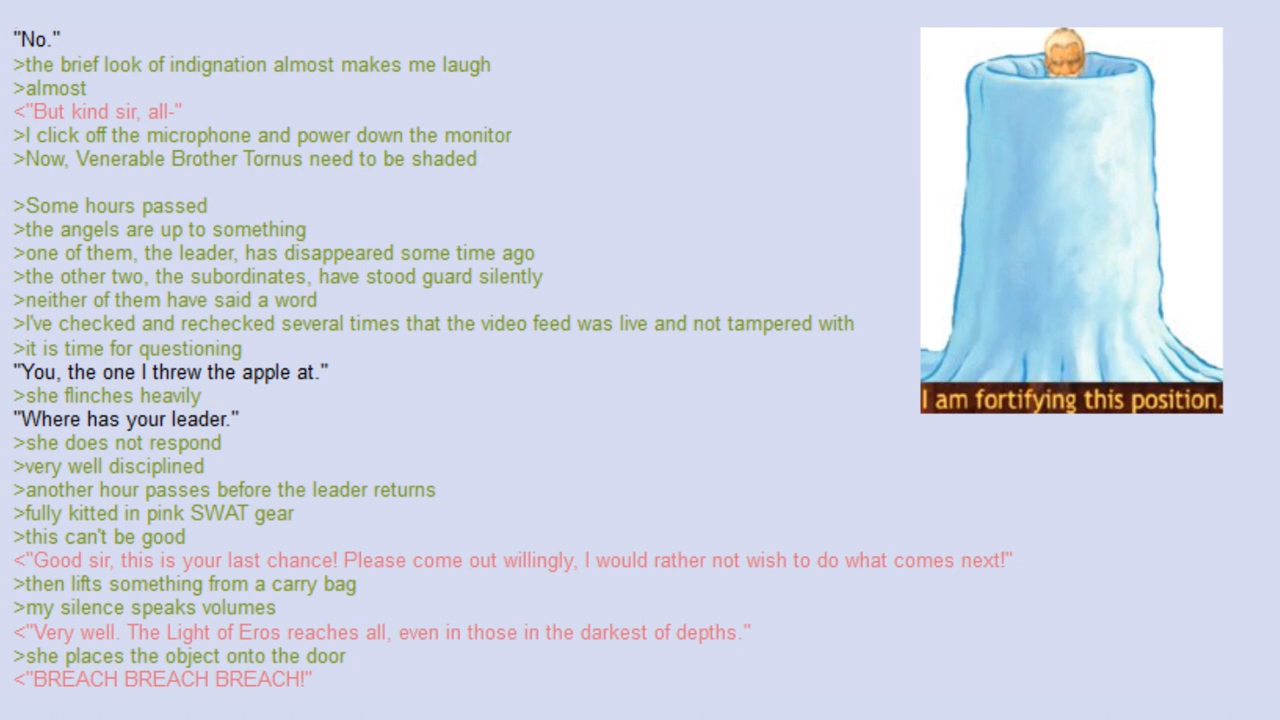 "No."
>the brief look of indignation almost makes me laugh
>almost
<"But kind sir, all-"
>I click off the microphone and power down the monitor
>Now, Venerable Brother Tornus need to be shaded
>Some hours passed
>the angels are up to something
>one of them, the leader, has disappeared some time ago
>the other two, the subordinates, have stood guard silently
>neither of them have said a word
>I've checked and rechecked several times that the video feed was live and not tampered with
>it is time for questioning
"You, the one I threw the apple at."
>she flinches heavily
"Where has your leader."
>she does not respond
>very well disciplined
>another hour passes before the leader returns
>fully kitted in pink SWAT gear
>this can't be good
<"Good sir, this is your last chance! Please come out willingly, I would rather not wish to do what comes next!"
>then lifts something from a carry bag
>my silence speaks volumes
<"Very well. The Light of Eros reaches all, even in those in the darkest of depths."
>she places the object onto the door
<"BREACH BREACH BREACH!"
I am fortifying this position.